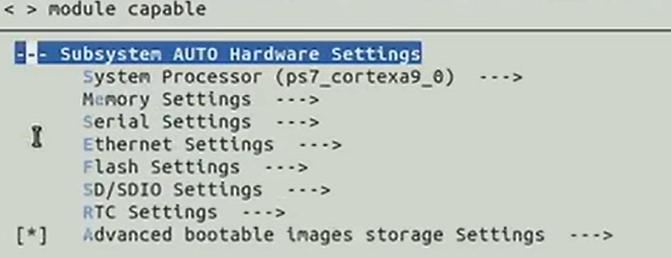 < > module capable
--- Subsystem AUTO Hardware Settings
System Processor (ps7_cortexa9_0) --->
Memory Settings --->
Serial Settings --->
Ethernet Settings --->
Flash Settings --->
SD/SDIO Settings --->
RTC Settings --->
[*] Advanced bootable images storage Settings --->